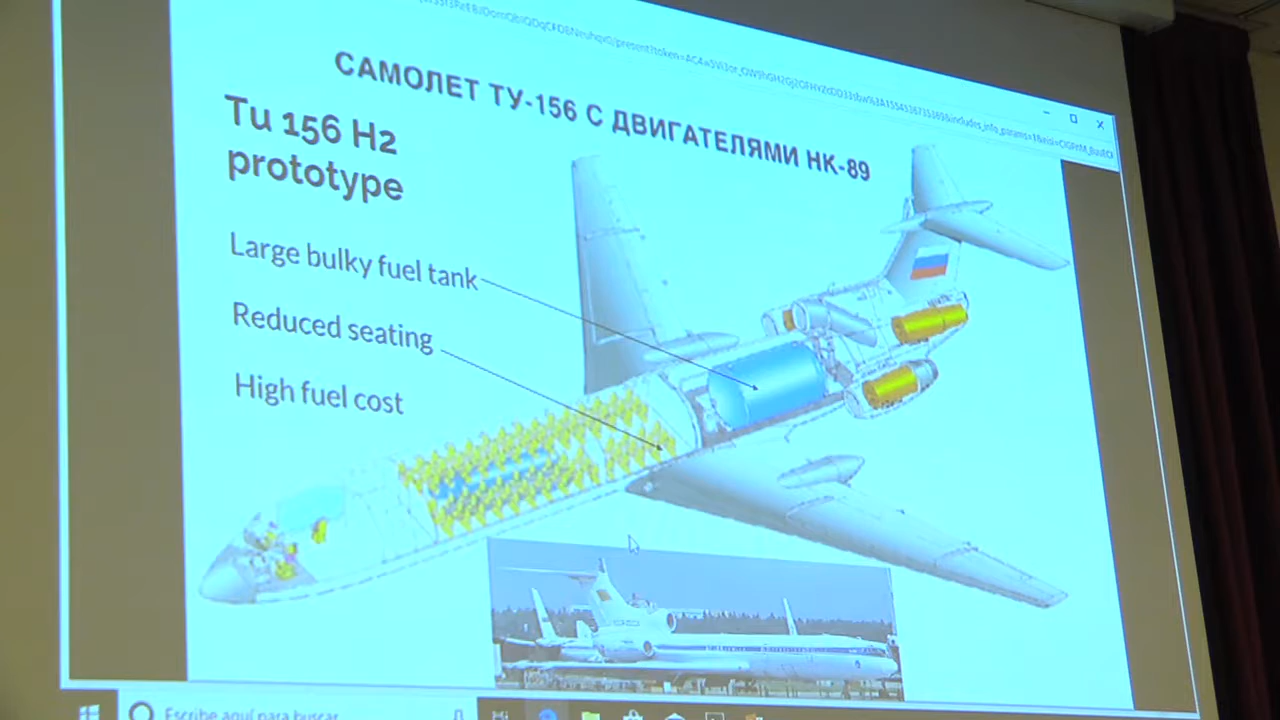 САМОЛЕТ ТУ-156 С ДВИГАТЕЛЯМИ НК-89
Tu 156 H2
prototype
Large bulky fuel tank
Reduced seating
High fuel cost
Escribe aquí para buscar